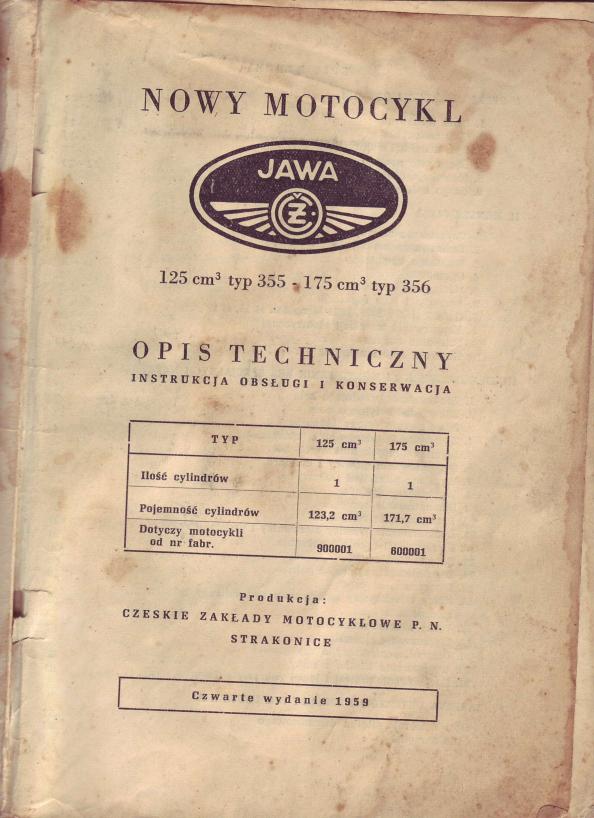 NOWY MOTOCYKL
JAWA
ČZ
125 cm³ typ 355 - 175 cm³ typ 356
OPIS TECHNICZNY
INSTRUKCJA OBSŁUGI I KONSERWACJA
TYP 125 cm³ 175 cm³
Ilość cylindrów 1 1
Pojemność cylindrów 123,2 cm³ 171,7 cm³
Dotyczy motocykli
od nr fabr. 900001 600001
Produkcja:
CZESKIE ZAKŁADY MOTOCYKLOWE P. N.
STRAKONICE
Czwarte wydanie 1959